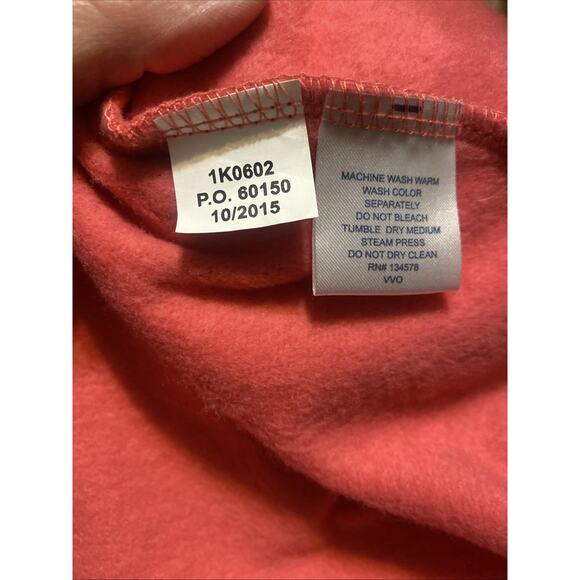 1K0602
P.O. 60150
10/2015
MACHINE WASH WARM
WASH COLOR
SEPARATELY
DO NOT BLEACH
TUMBLE DRY MEDIUM
STEAM PRESS
DO NOT DRY CLEAN
RN# 134578
VVO